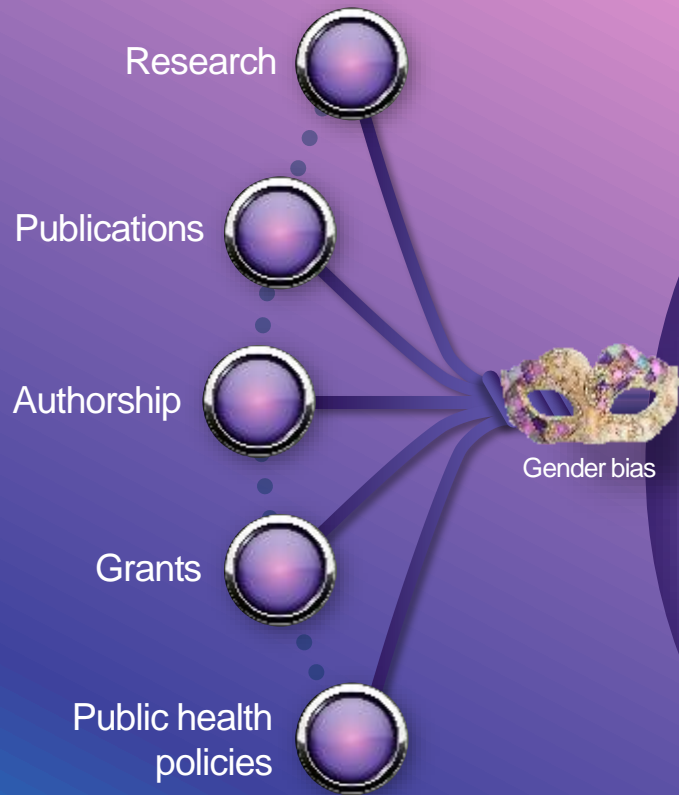 Research
Publications
Authorship
Gender bias
Grants
Public health
policies